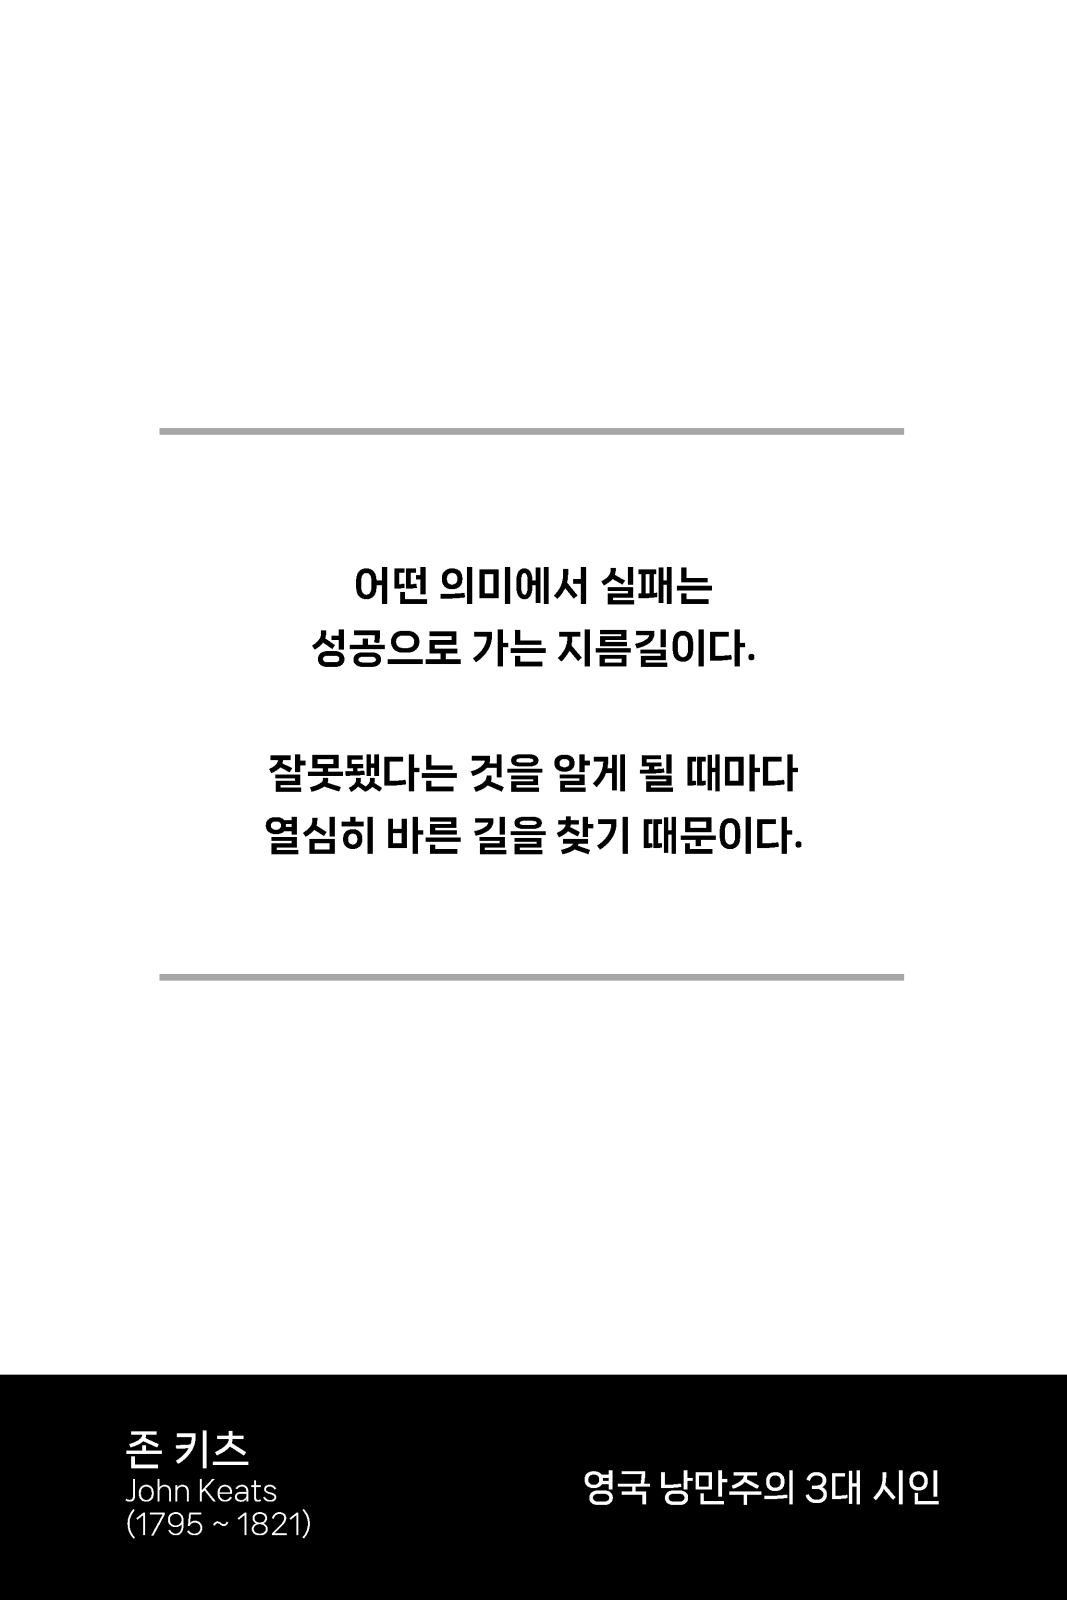 어떤 의미에서 실패는
성공으로 가는 지름길이다.
잘못됐다는 것을 알게 될 때마다
열심히 바른 길을 찾기 때문이다.
존 키츠
John Keats
(1795 ~ 1821)
영국 낭만주의 3대 시인